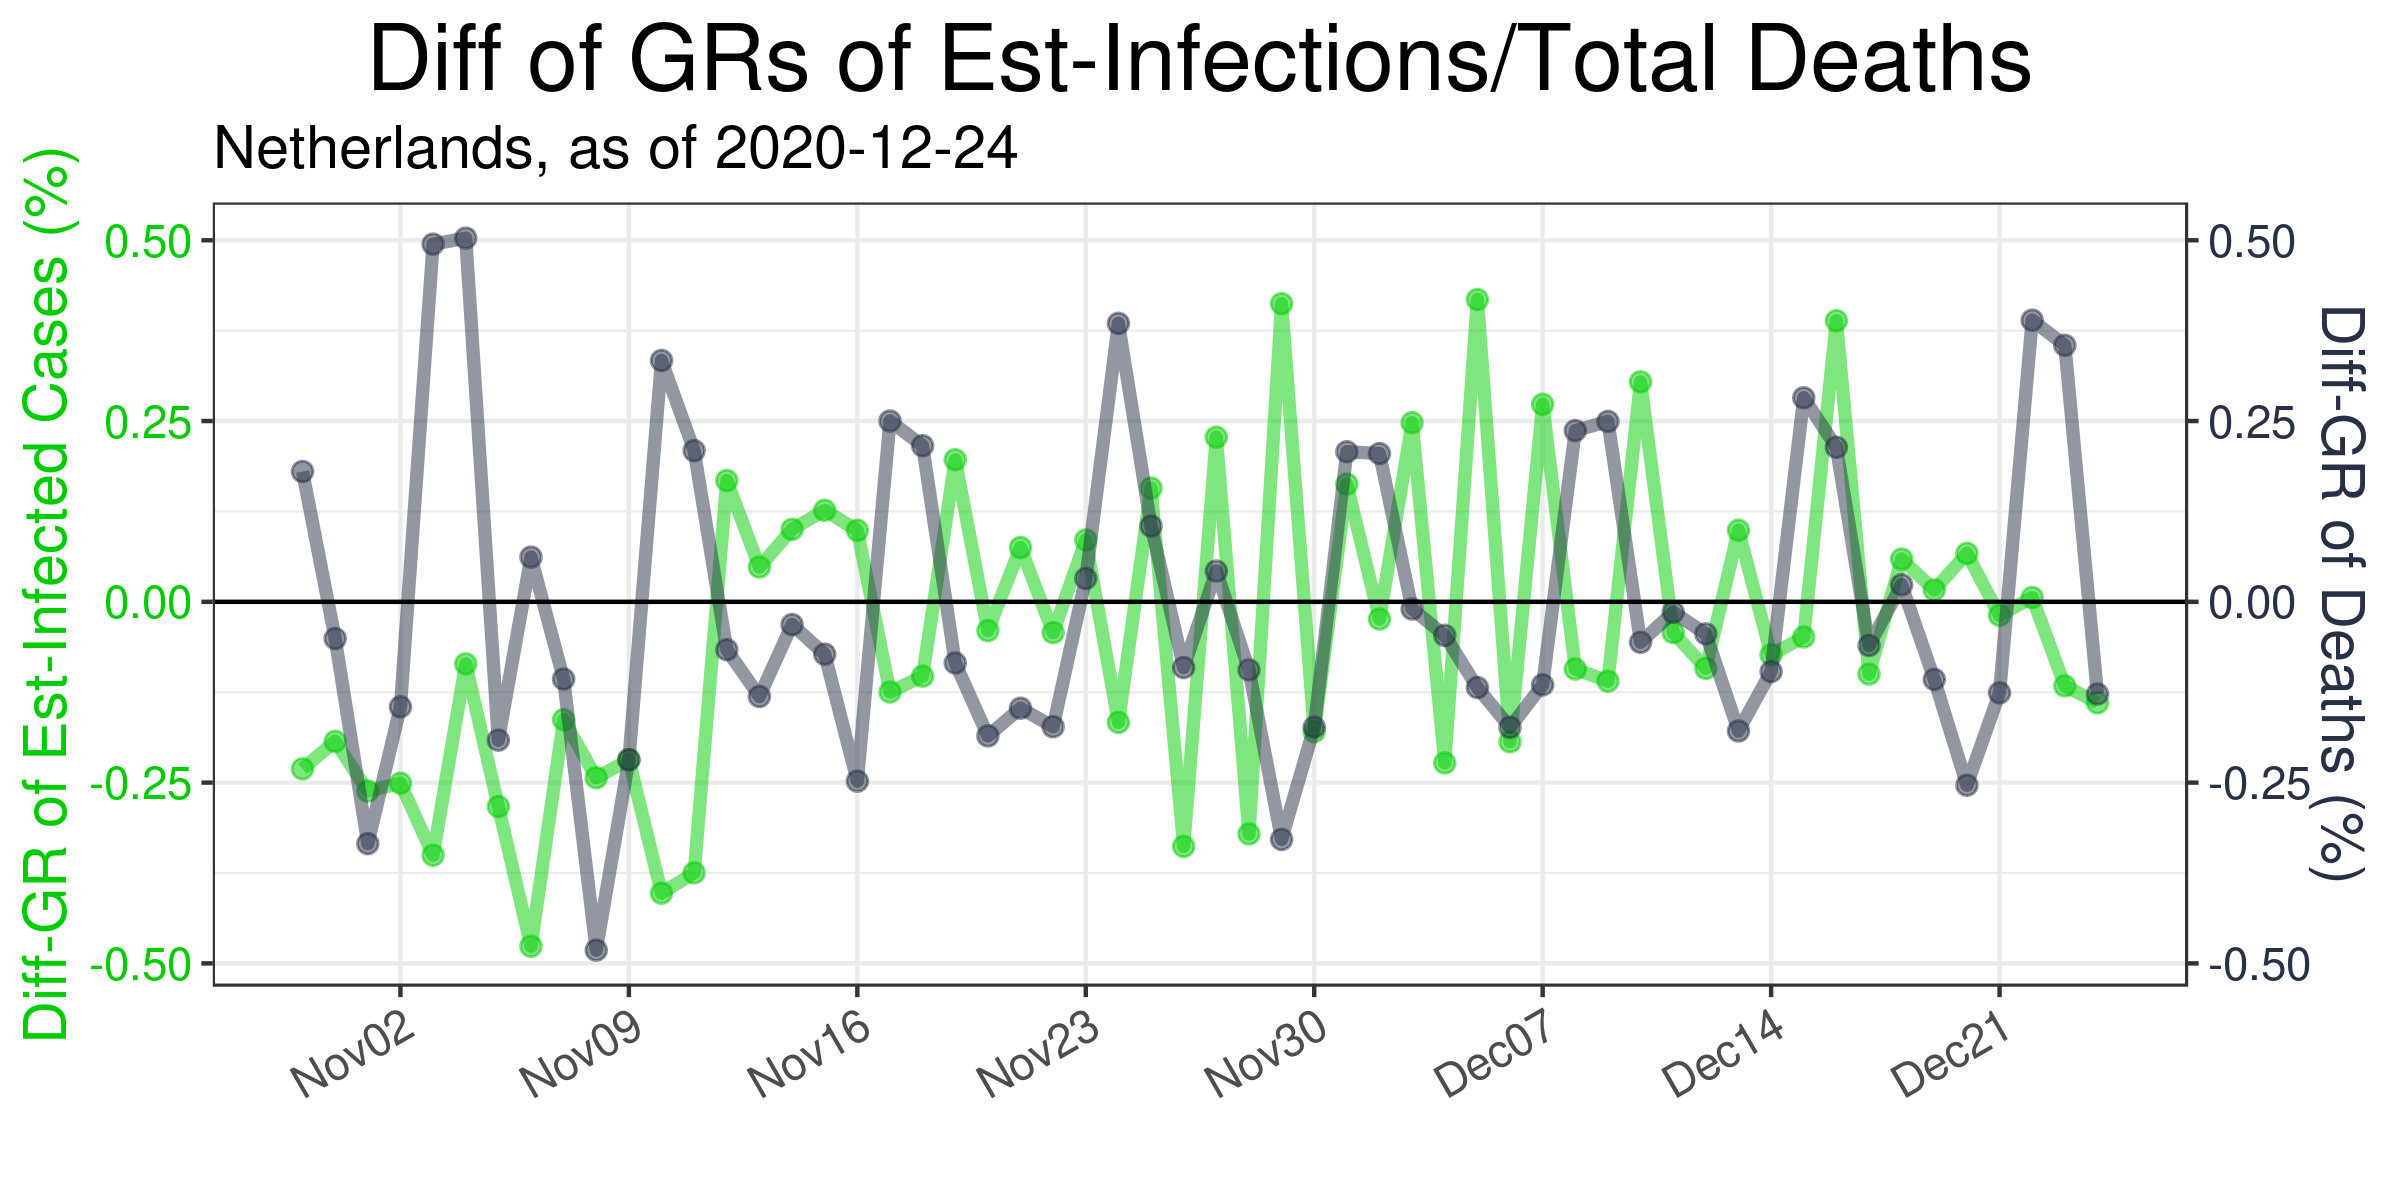 Diff of GRs of Est-Infections/Total Deaths
Netherlands, as of 2020-12-24
Diff-GR of Est-Infected Cases (%)
0.50
0.25
0.00
-0.25
-0.50
0.50
0.25
0.00
-0.25
-0.50
Diff-GR of Deaths (%)
Nov02
Nov09
Nov16
Nov23
Nov30
Dec07
Dec14
Dec21